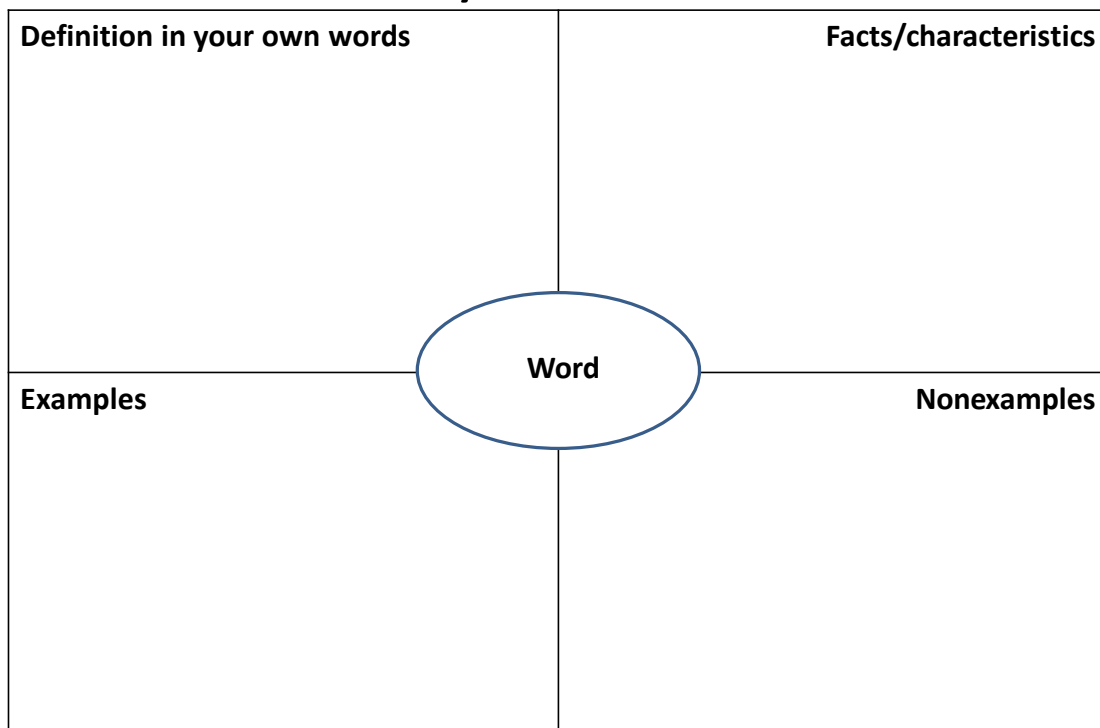 Definition in your own words
Facts/characteristics
Word
Examples
Nonexamples